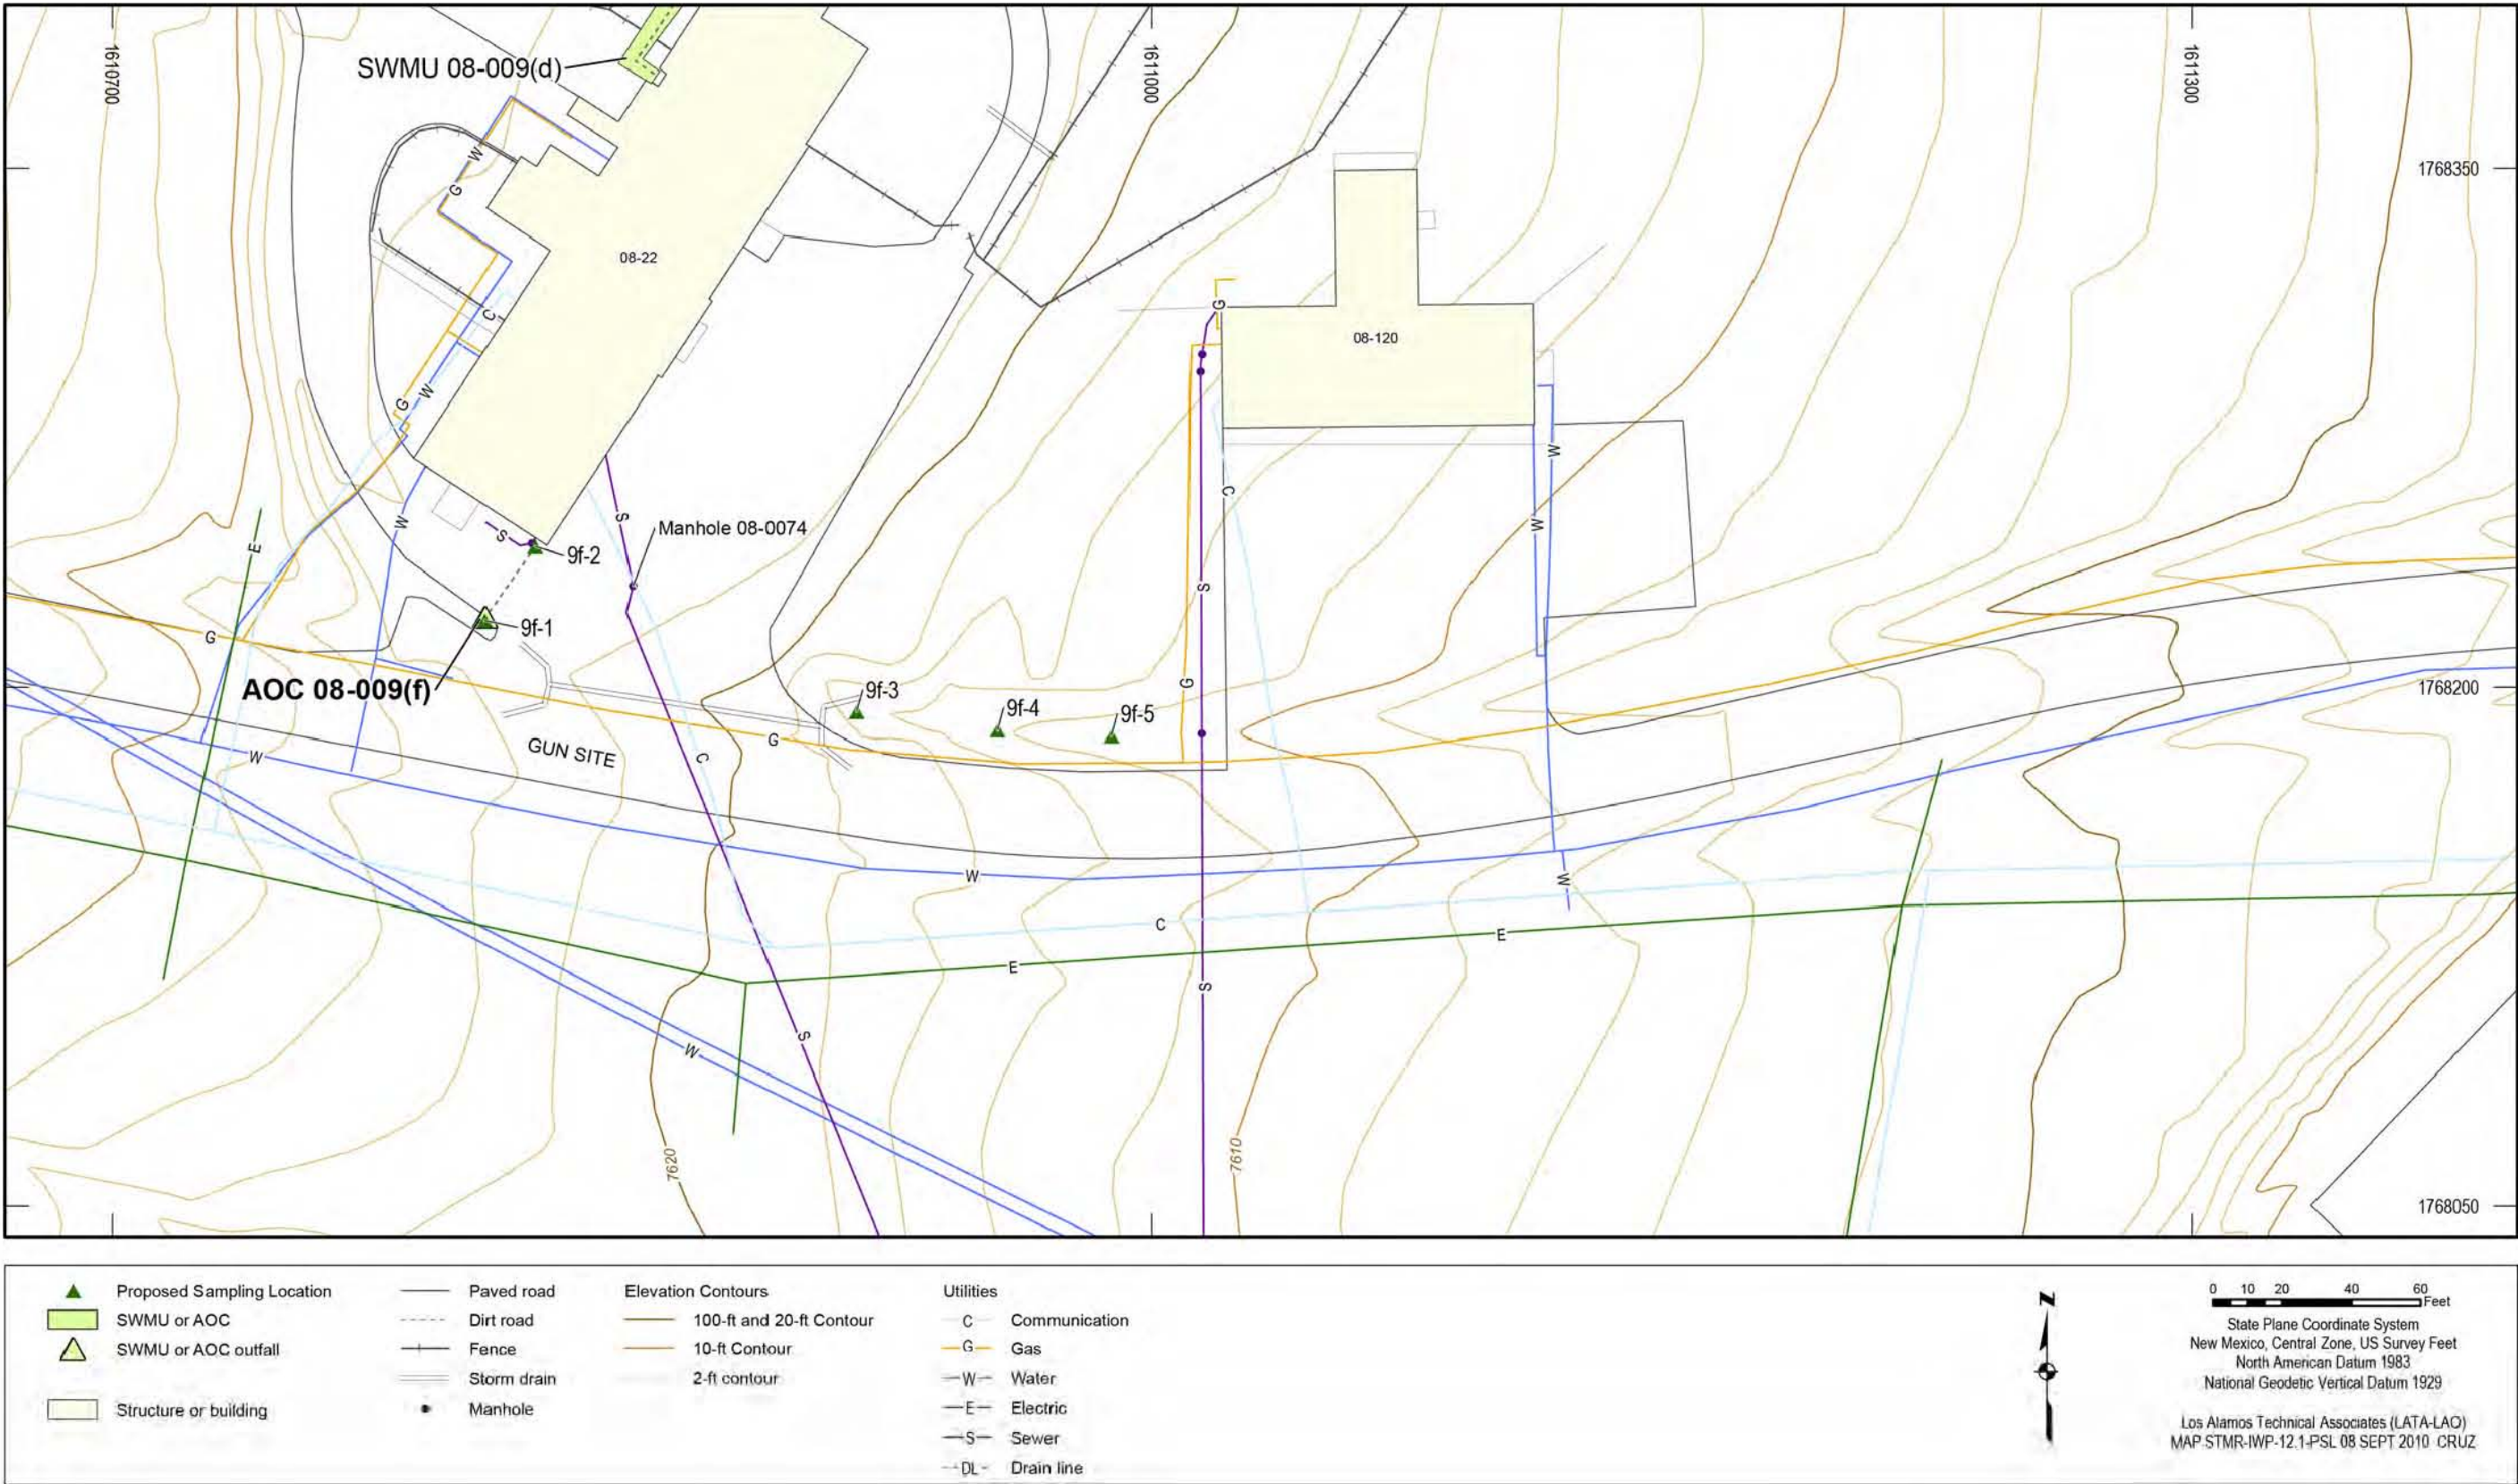 1610700
1611000
1611300
SWMU 08-009(d)
1768350
W
G
08-22
G
08-120
C
W
G
W
C
W
S
W
S
Manhole 08-0074
E
9f-2
S
9f-1
G
AOC 08-009(f)
G
9f-3
9f-4
9f-5
1768200
GUN SITE
G
W
C
W
W
C
E
E
S
S
W
7620
7610
1768050
Proposed Sampling Location
SWMU or AOC
SWMU or AOC outfall
Structure or building
Paved road
Dirt road
Fence
Storm drain
Manhole
Elevation Contours
100-ft and 20-ft Contour
10-ft Contour
2-ft contour
Utilities
C Communication
G Gas
W Water
E Electric
S Sewer
DL Drain line
N
0 10 20 40 60
Feet
State Plane Coordinate System
New Mexico, Central Zone, US Survey Feet
North American Datum 1983
National Geodetic Vertical Datum 1929
Los Alamos Technical Associates (LATA-LAO)
MAP STMR-IWP-12.1-PSL 08 SEPT 2010 CRUZ